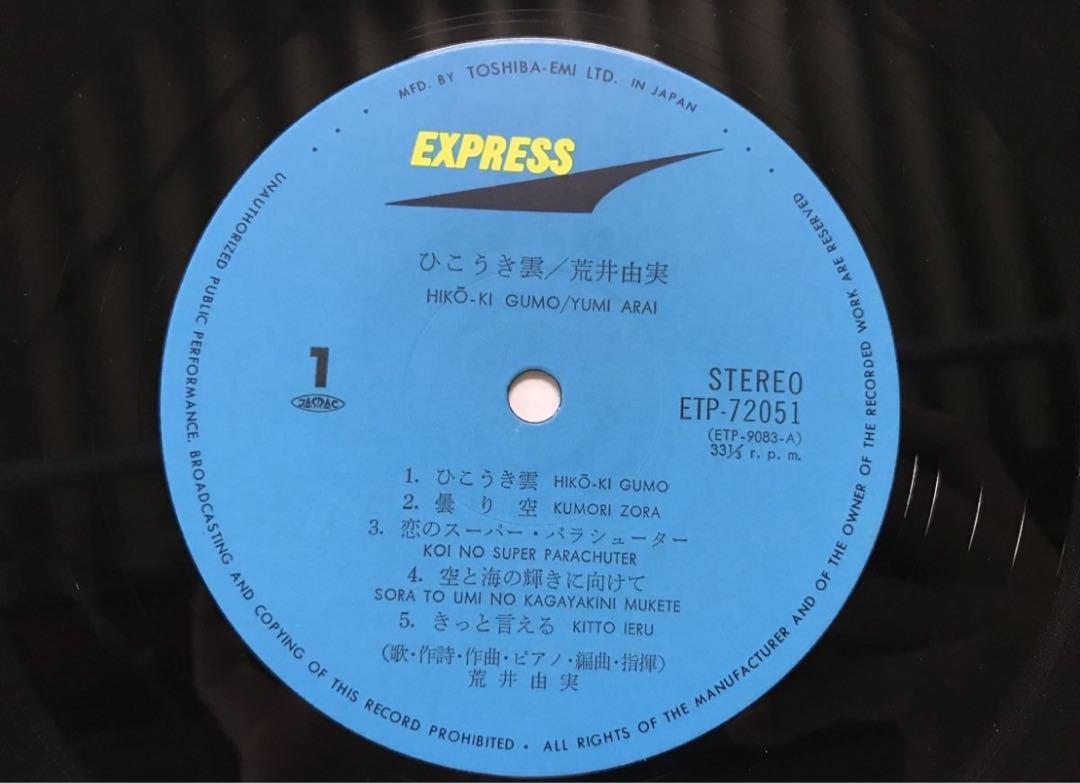 MFD. BY TOSHIBA-EMI LTD. IN JAPAN
EXPRESS
ひこうき雲/荒井由実
HIKŌ-KI GUMO/YUMI ARAI
1
JASRAC
STEREO
ETP-72051
(ETP-9083-A)
33⅓ r. p. m.
1. ひこうき雲 HIKŌ-KI GUMO
2. 曇り空 KUMORI ZORA
3. 恋のスーパー・パラシューター
KOI NO SUPER PARACHUTER
4. 空と海の輝きに向けて
SORA TO UMI NO KAGAYAKINI MUKETE
5. きっと言える KITTO IERU
(歌・作詩・作曲・ピアノ・編曲・指揮)
荒井由実
UNAUTHORIZED PUBLIC PERFORMANCE, BROADCASTING AND COPYING OF THIS RECORD PROHIBITED • ALL RIGHTS OF THE MANUFACTURER AND OF THE OWNER OF THE RECORDED WORK ARE RESERVED